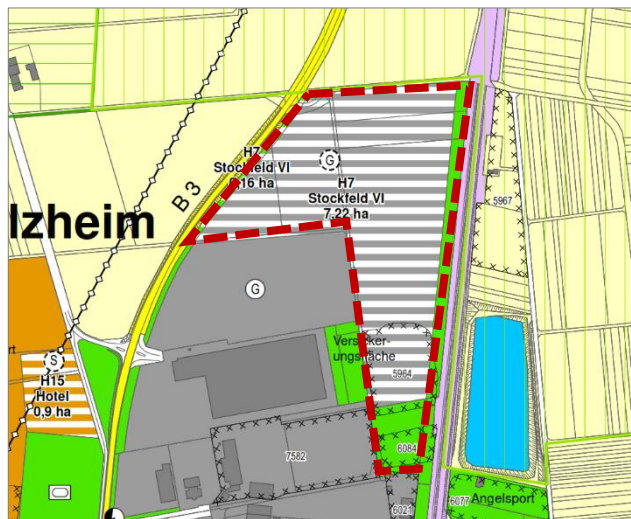 H7
Stockfeld VI
0,16 ha
G
H7
Stockfeld VI
7,22 ha
B 3
5967
lzheim
G
Versicker-
ungsfläche
5964
S
H15
Hotel
0,9 ha
7582
6084
6021
6077
Angelsport